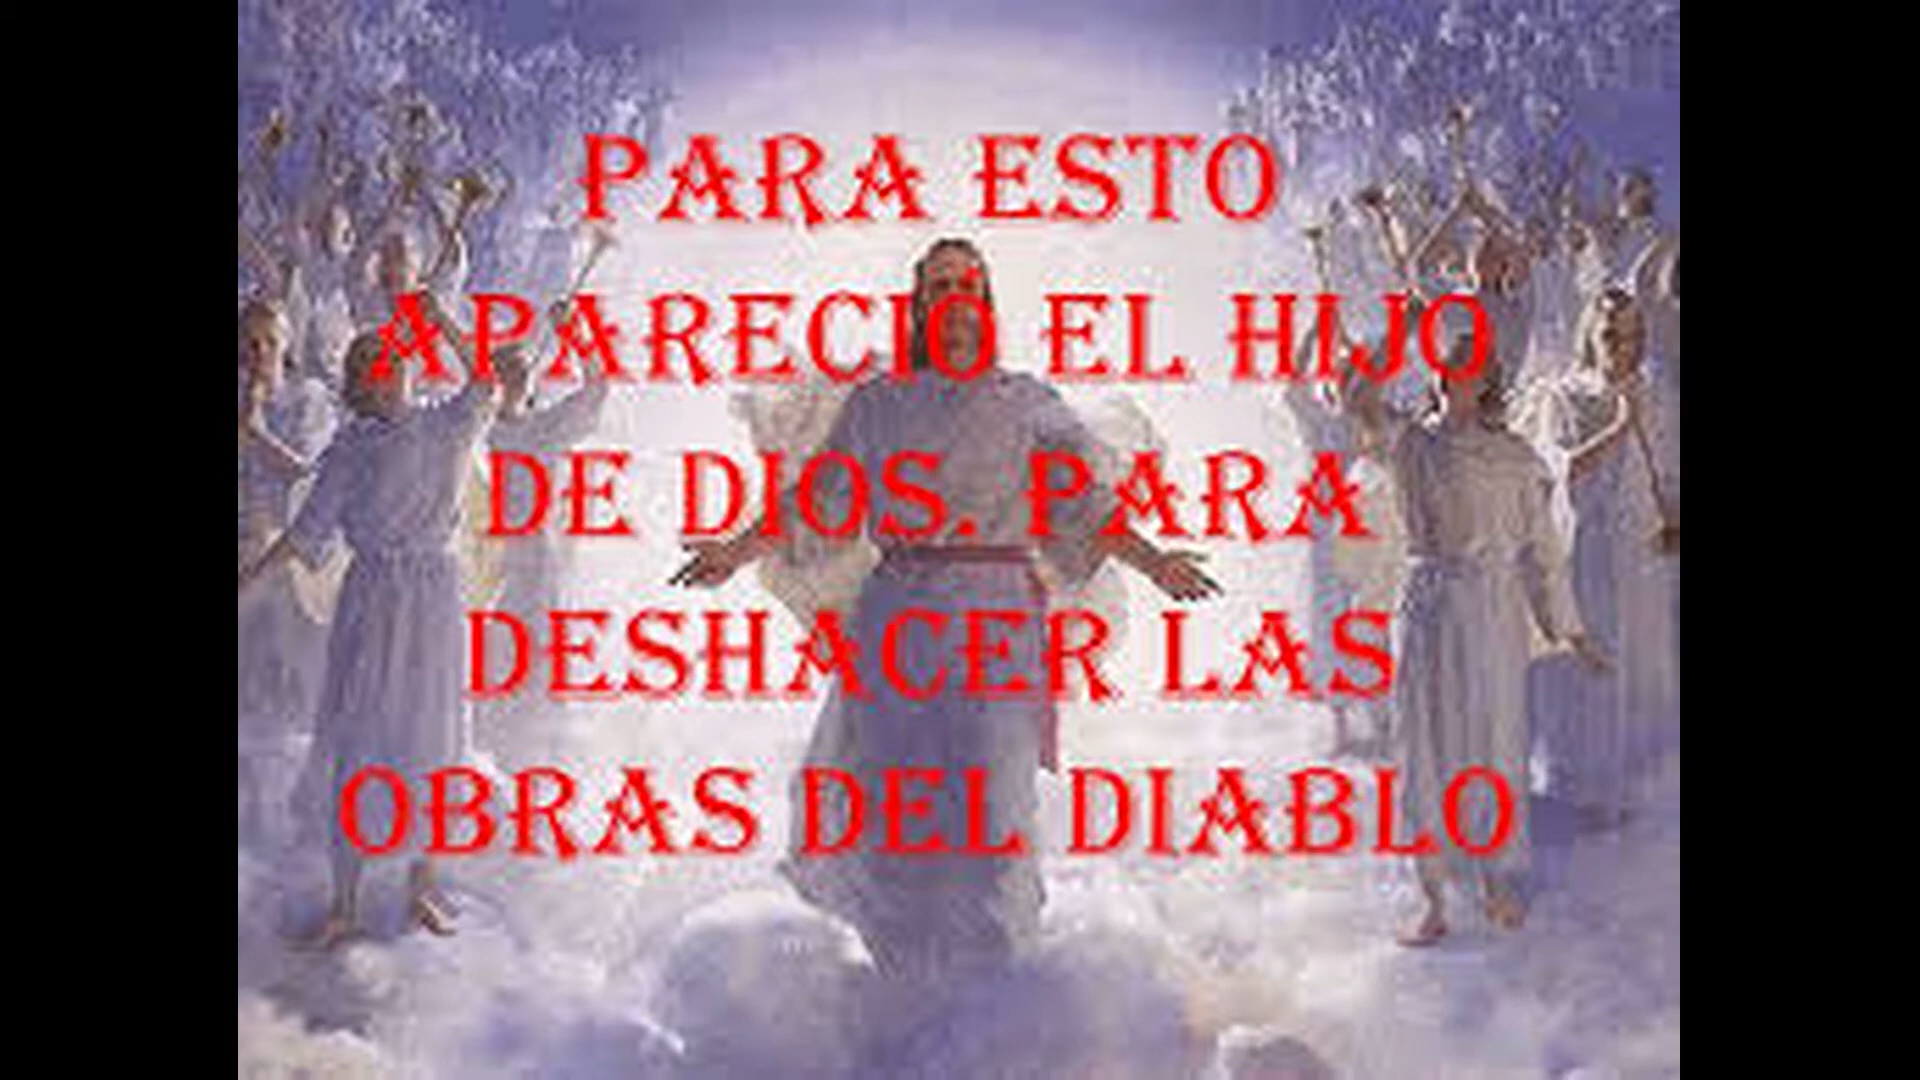 PARA ESTO
APARECIÓ EL HIJO
DE DIOS. PARA
DESHACER LAS
OBRAS DEL DIABLO